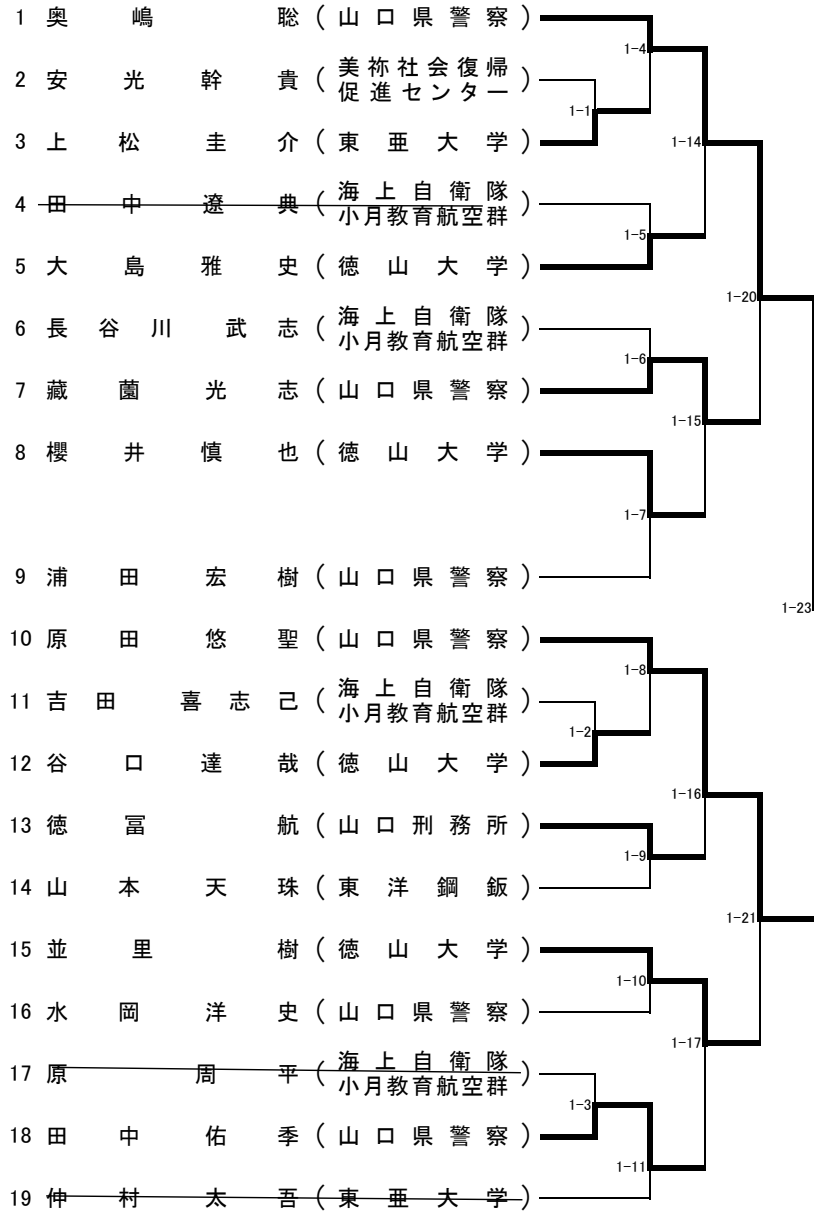 1 奥嶋聡(山口県警察)
1-4
2 安光幹貴(美祢社会復帰
促進センター)
1-1
3 上松圭介(東亜大学)
1-14
4 田中遼典(海上自衛隊
小月教育航空群)
1-5
5 大島雅史(徳山大学)
1-20
6 長谷川武志(海上自衛隊
小月教育航空群)
1-6
7 藏薗光志(山口県警察)
1-15
8 櫻井慎也(徳山大学)
1-7
9 浦田宏樹(山口県警察)
1-23
10 原田悠聖(山口県警察)
1-8
11 吉田喜志己(海上自衛隊
小月教育航空群)
1-2
12 谷口達哉(徳山大学)
1-16
13 徳冨航(山口刑務所)
1-9
14 山本天珠(東洋鋼鈑)
1-21
15 並里樹(徳山大学)
1-10
16 水岡洋史(山口県警察)
1-17
17 原周平(海上自衛隊
小月教育航空群)
1-3
18 田中佑季(山口県警察)
1-11
19 仲村太吾(東亜大学)